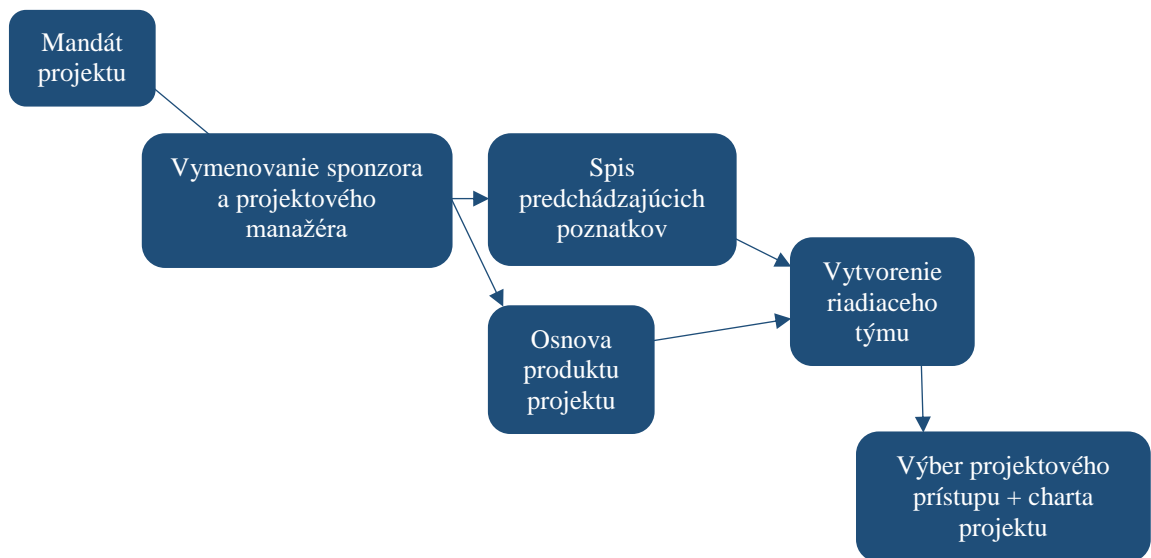 Mandát
projektu
Vymenovanie sponzora
a projektového
manažéra
Spis
predchádzajúcich
poznatkov
Osnova
produktu
projektu
Vytvorenie
riadiaceho
týmu
Výber projektového
prístupu + charta
projektu